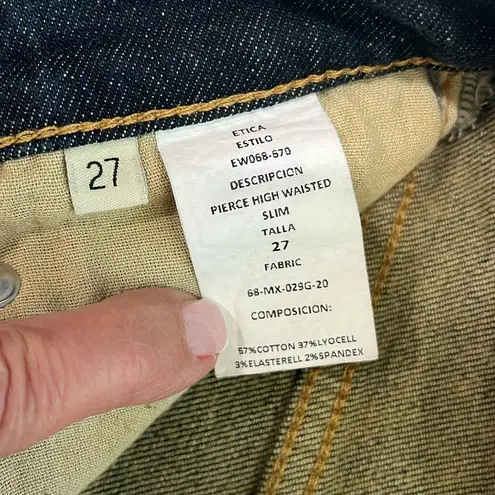 27
ETICA
ESTILO
EW068-670
DESCRIPCION
PIERCE HIGH WAISTED
SLIM
TALLA
27
FABRIC
68-MX-029G-20
COMPOSICION:
57%COTTON 37%LYOCELL
3%ELASTERELL 2%SPANDEX